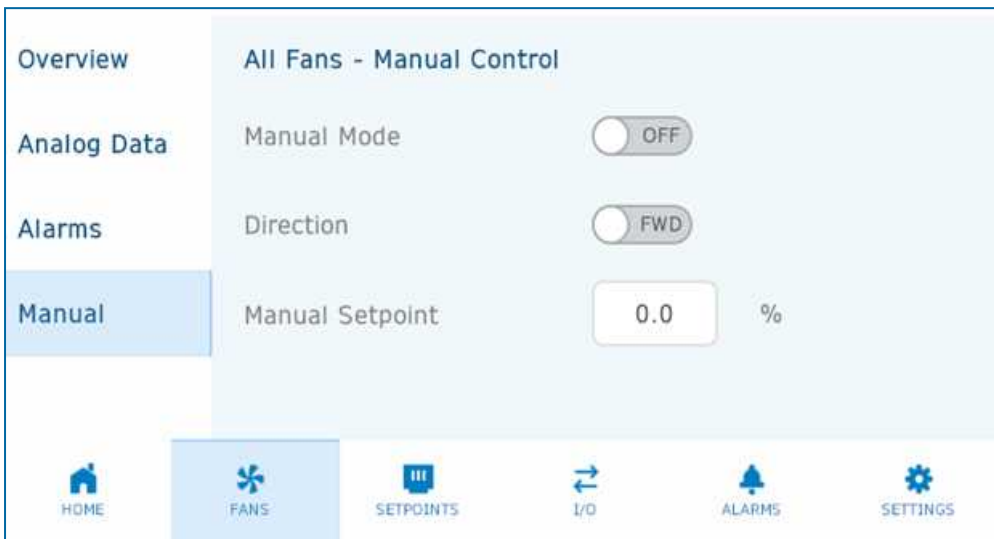 Overview
Analog Data
Alarms
Manual
All Fans - Manual Control
Manual Mode OFF
Direction FWD
Manual Setpoint 0.0 %
HOME FANS SETPOINTS I/O ALARMS SETTINGS